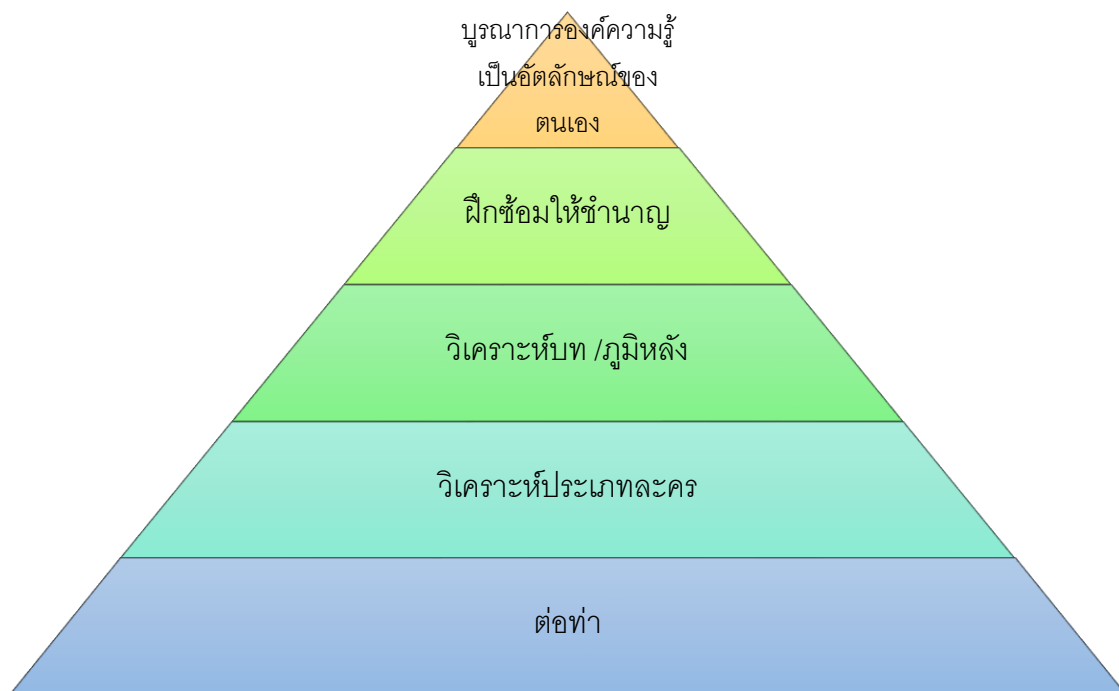 บูรณาการองค์ความรู้
เป็นอัตลักษณ์ของ
ตนเอง
ฝึกซ้อมให้ชำนาญ
วิเคราะห์บท /ภูมิหลัง
วิเคราะห์ประเภทละคร
ต่อท่า